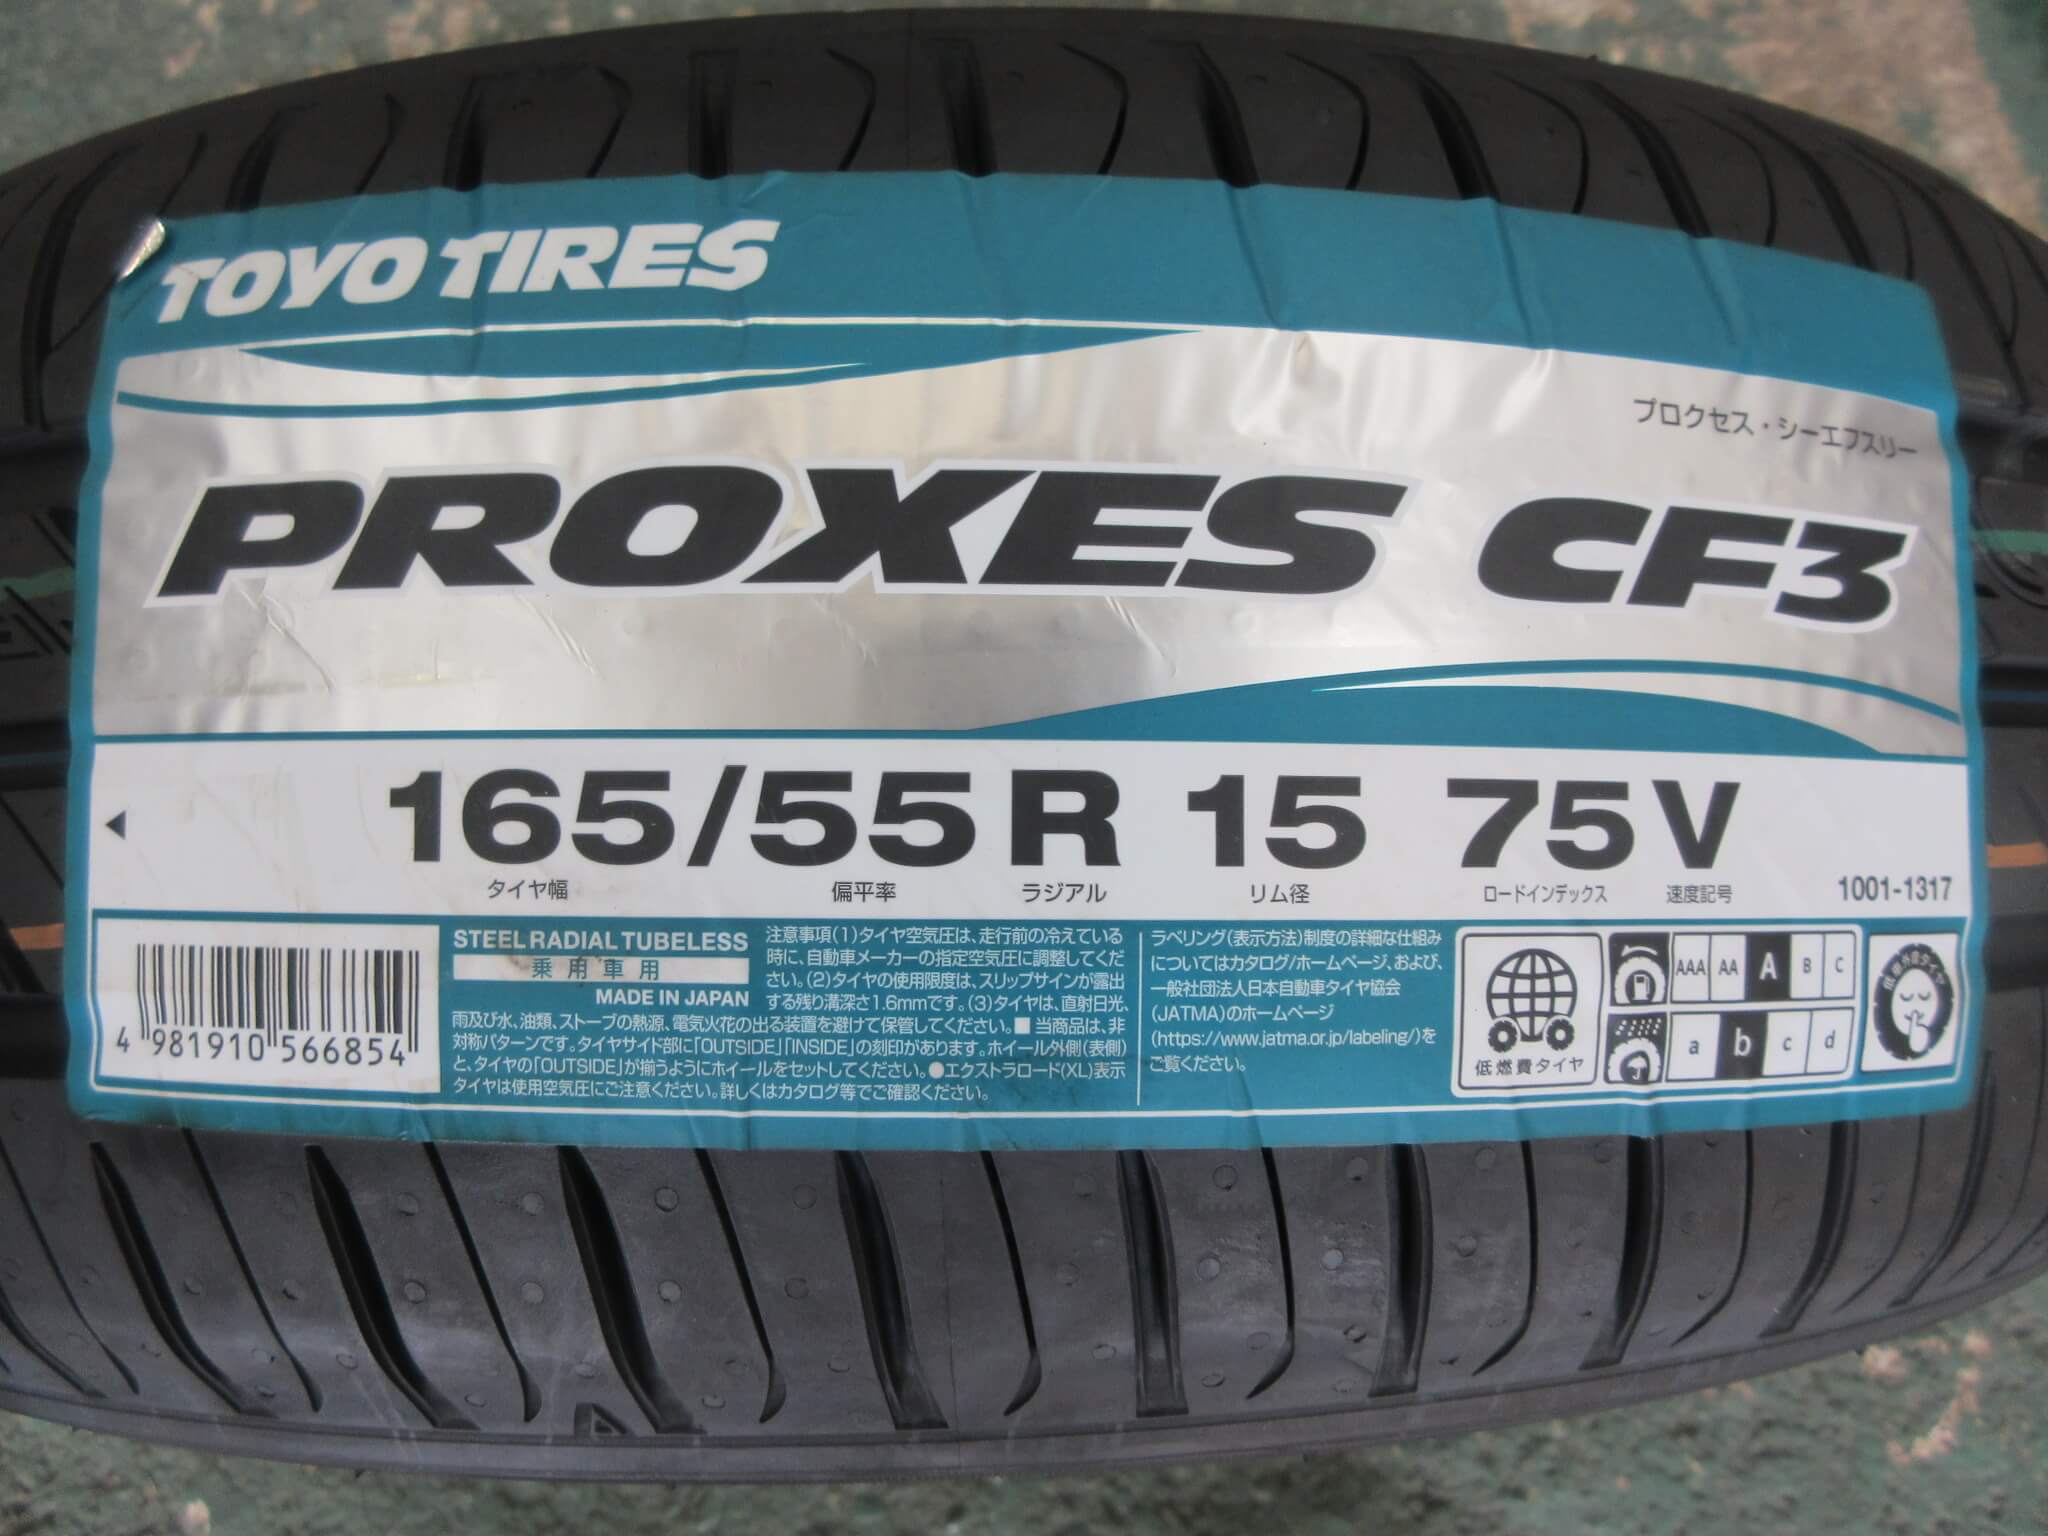 TOYO TIRES
プロクセス・シーエフスリー
PROXES CF3
165/55 R 15 75 V
タイヤ幅 偏平率 ラジアル リム径 ロードインデックス 速度記号
1001-1317
4 981910 566854
STEEL RADIAL TUBELESS
乗用車用
MADE IN JAPAN
注意事項(1)タイヤ空気圧は、走行前の冷えている
時に、自動車メーカーの指定空気圧に調整してくだ
さい。(2)タイヤの使用限度は、スリップサインが露出
する残り溝深さ1.6mmです。(3)タイヤは、直射日光、
雨及び水、油類、ストーブの熱源、電気火花の出る装置を避けて保管してください。■当商品は、非
対称パターンです。タイヤサイド部に「OUTSIDE」「INSIDE」の刻印があります。ホイール外側(表側)
と、タイヤの「OUTSIDE」が揃うようにホイールをセットしてください。●エクストラロード(XL)表示
タイヤは使用空気圧にご注意ください。詳しくはカタログ等でご確認ください。
ラベリング(表示方法)制度の詳細な仕組み
についてはカタログ/ホームページ、および、
一般社団法人日本自動車タイヤ協会
(JATMA)のホームページ
(https://www.jatma.or.jp/labeling/)を
ご覧ください。
低燃費タイヤ
AAA AA A B C
a b c d
低車外音タイヤ